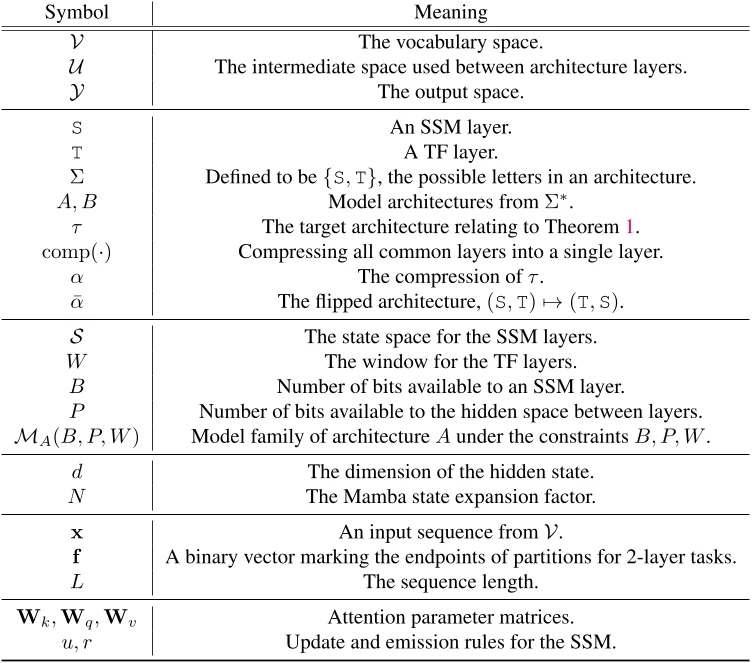 Symbol Meaning
𝒱 The vocabulary space.
𝒰 The intermediate space used between architecture layers.
𝒴 The output space.
S An SSM layer.
T A TF layer.
Σ Defined to be {S, T}, the possible letters in an architecture.
A, B Model architectures from Σ*.
τ The target architecture relating to Theorem 1.
comp(·) Compressing all common layers into a single layer.
α The compression of τ.
ᾱ The flipped architecture, (S, T) ↦ (T, S).
𝒮 The state space for the SSM layers.
W The window for the TF layers.
B Number of bits available to an SSM layer.
P Number of bits available to the hidden space between layers.
ℳ_A(B, P, W) Model family of architecture A under the constraints B, P, W.
d The dimension of the hidden state.
N The Mamba state expansion factor.
x An input sequence from 𝒱.
f A binary vector marking the endpoints of partitions for 2-layer tasks.
L The sequence length.
W_k, W_q, W_v Attention parameter matrices.
u, r Update and emission rules for the SSM.